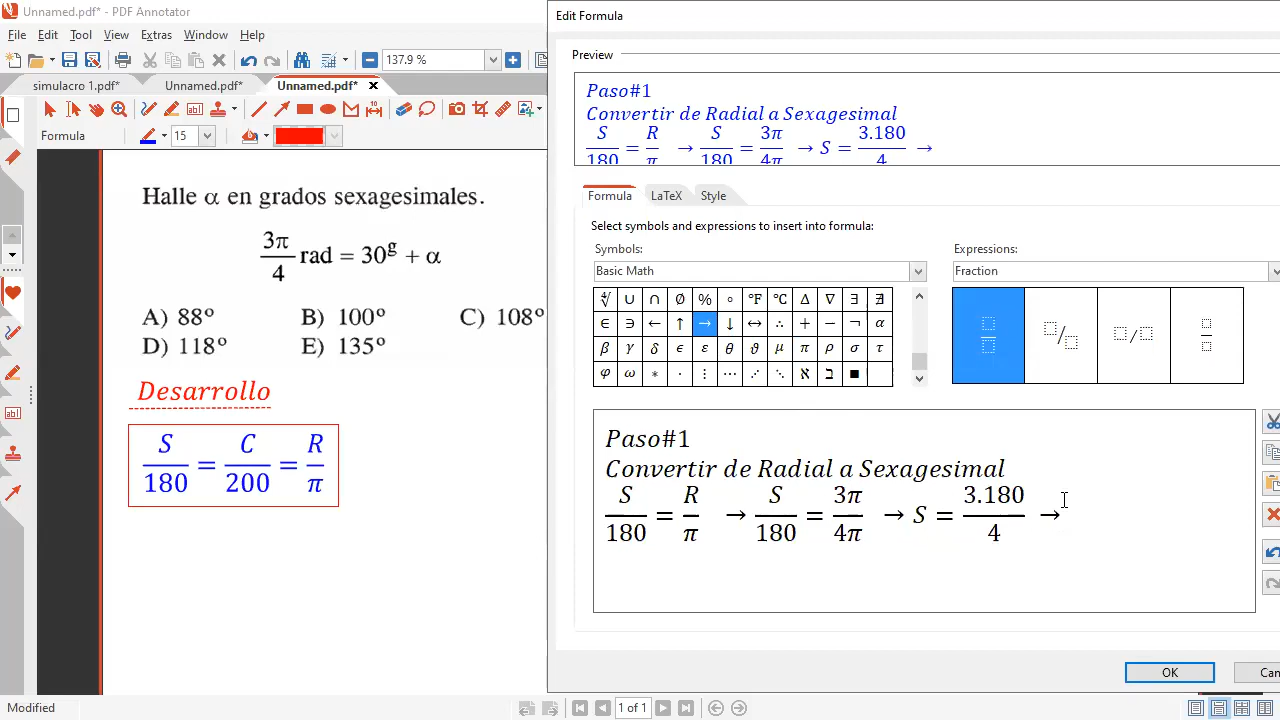 Unnamed.pdf* - PDF Annotator
File Edit Tool View Extras Window Help
137.9 %
simulacro 1.pdf* Unnamed.pdf* Unnamed.pdf*
Formula 15
Halle α en grados sexagesimales.
3π/4 rad = 30^g + α
A) 88º B) 100º C) 108º
D) 118º E) 135º
Desarrollo
S/180 = C/200 = R/π
Modified
1 of 1
Edit Formula
Preview
Paso#1
Convertir de Radial a Sexagesimal
S/180 = R/π → S/180 = 3π/4π → S = 3.180/4 →
Formula LaTeX Style
Select symbols and expressions to insert into formula:
Symbols: Expressions:
Basic Math Fraction
∜ ∪ ∩ ∅ % ∘ °F °C ∆ ∇ ∃ ∄
∈ ∋ ← ↑ → ↓ ↔ ∴ + − ¬ α
β γ δ ϵ ε θ ϑ μ π ρ σ τ
φ ω ∗ ∙ ⋮ ⋯ ⋰ ⋱ ℵ ℶ ■
Paso#1
Convertir de Radial a Sexagesimal
S/180 = R/π → S/180 = 3π/4π → S = 3.180/4 →
OK Can